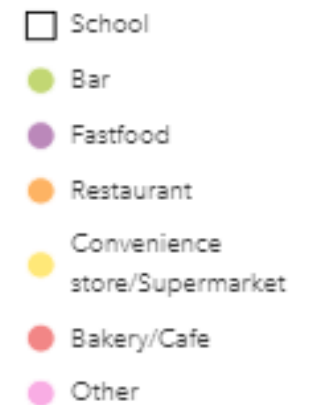 School
Bar
Fastfood
Restaurant
Convenience
store/Supermarket
Bakery/Cafe
Other